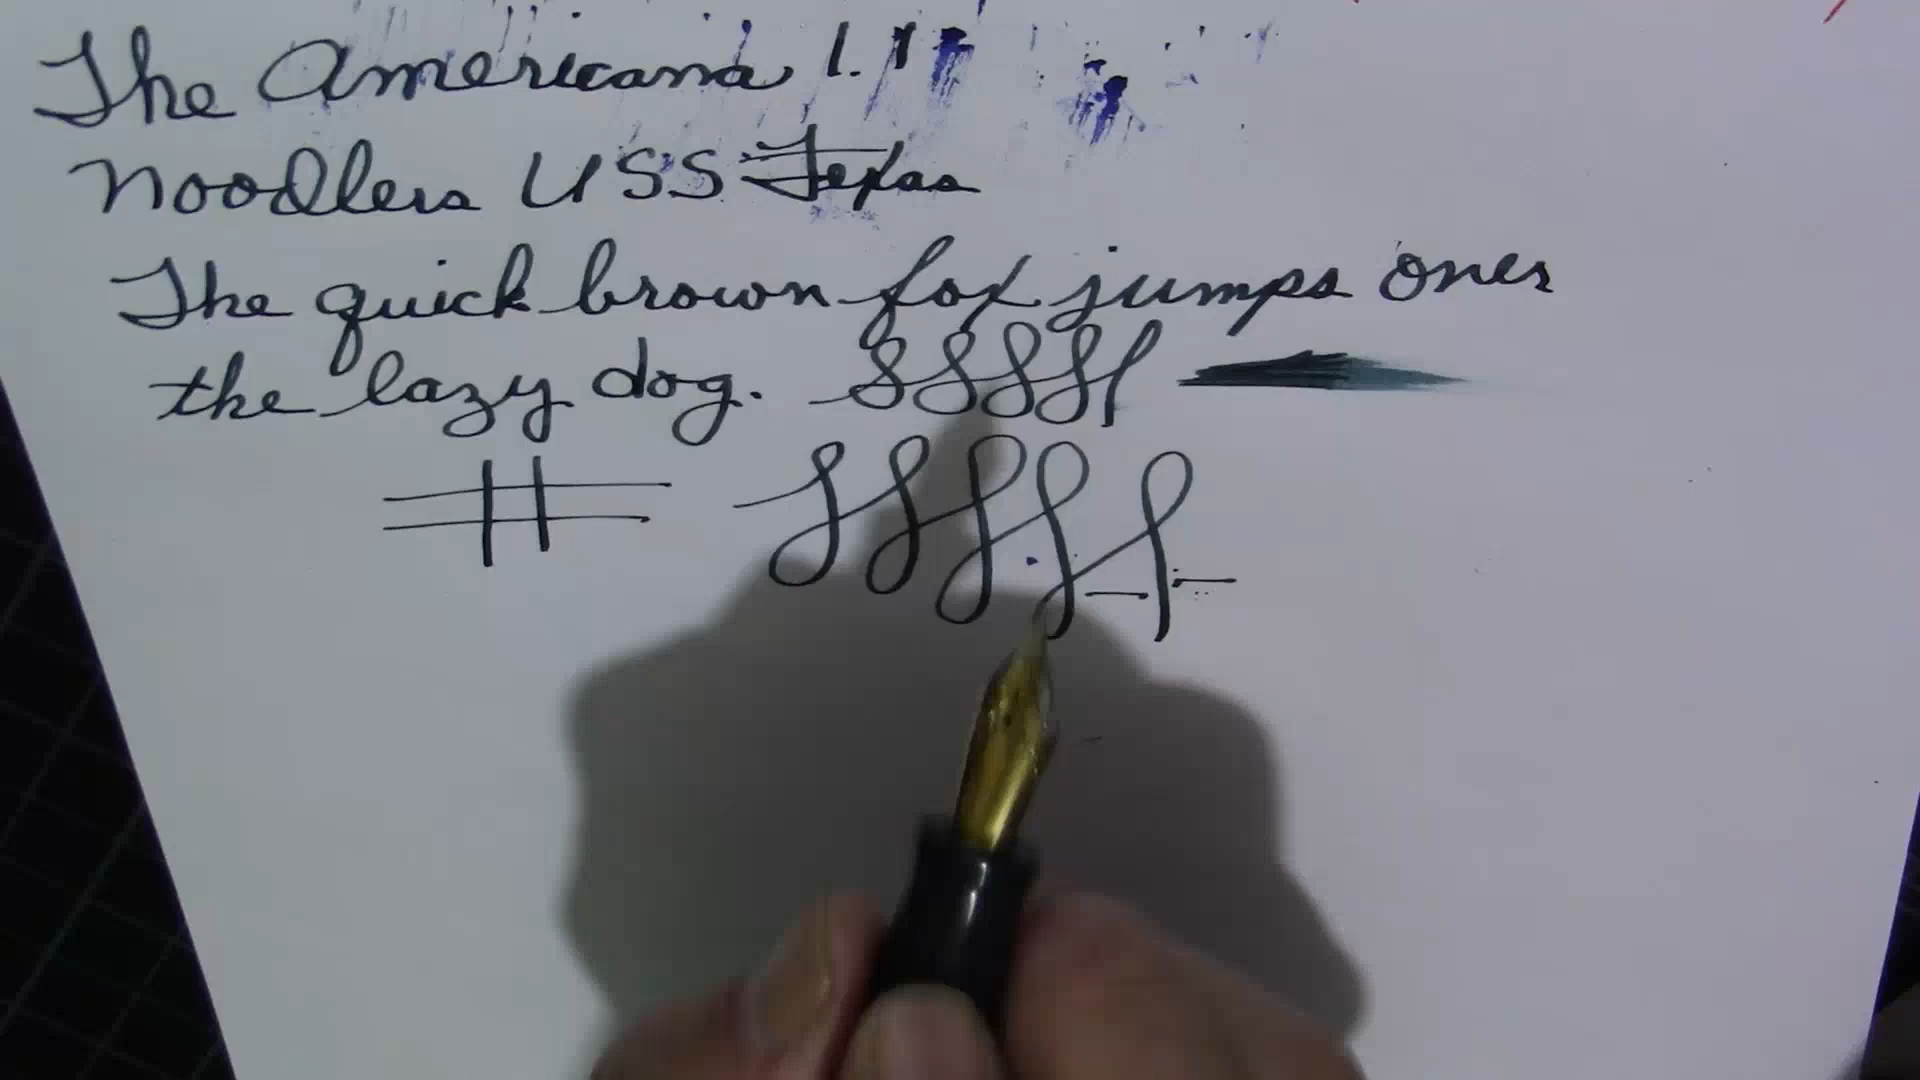 The Americana 1.1
Noodlers USS Texas
The quick brown fox jumps over
the lazy dog.